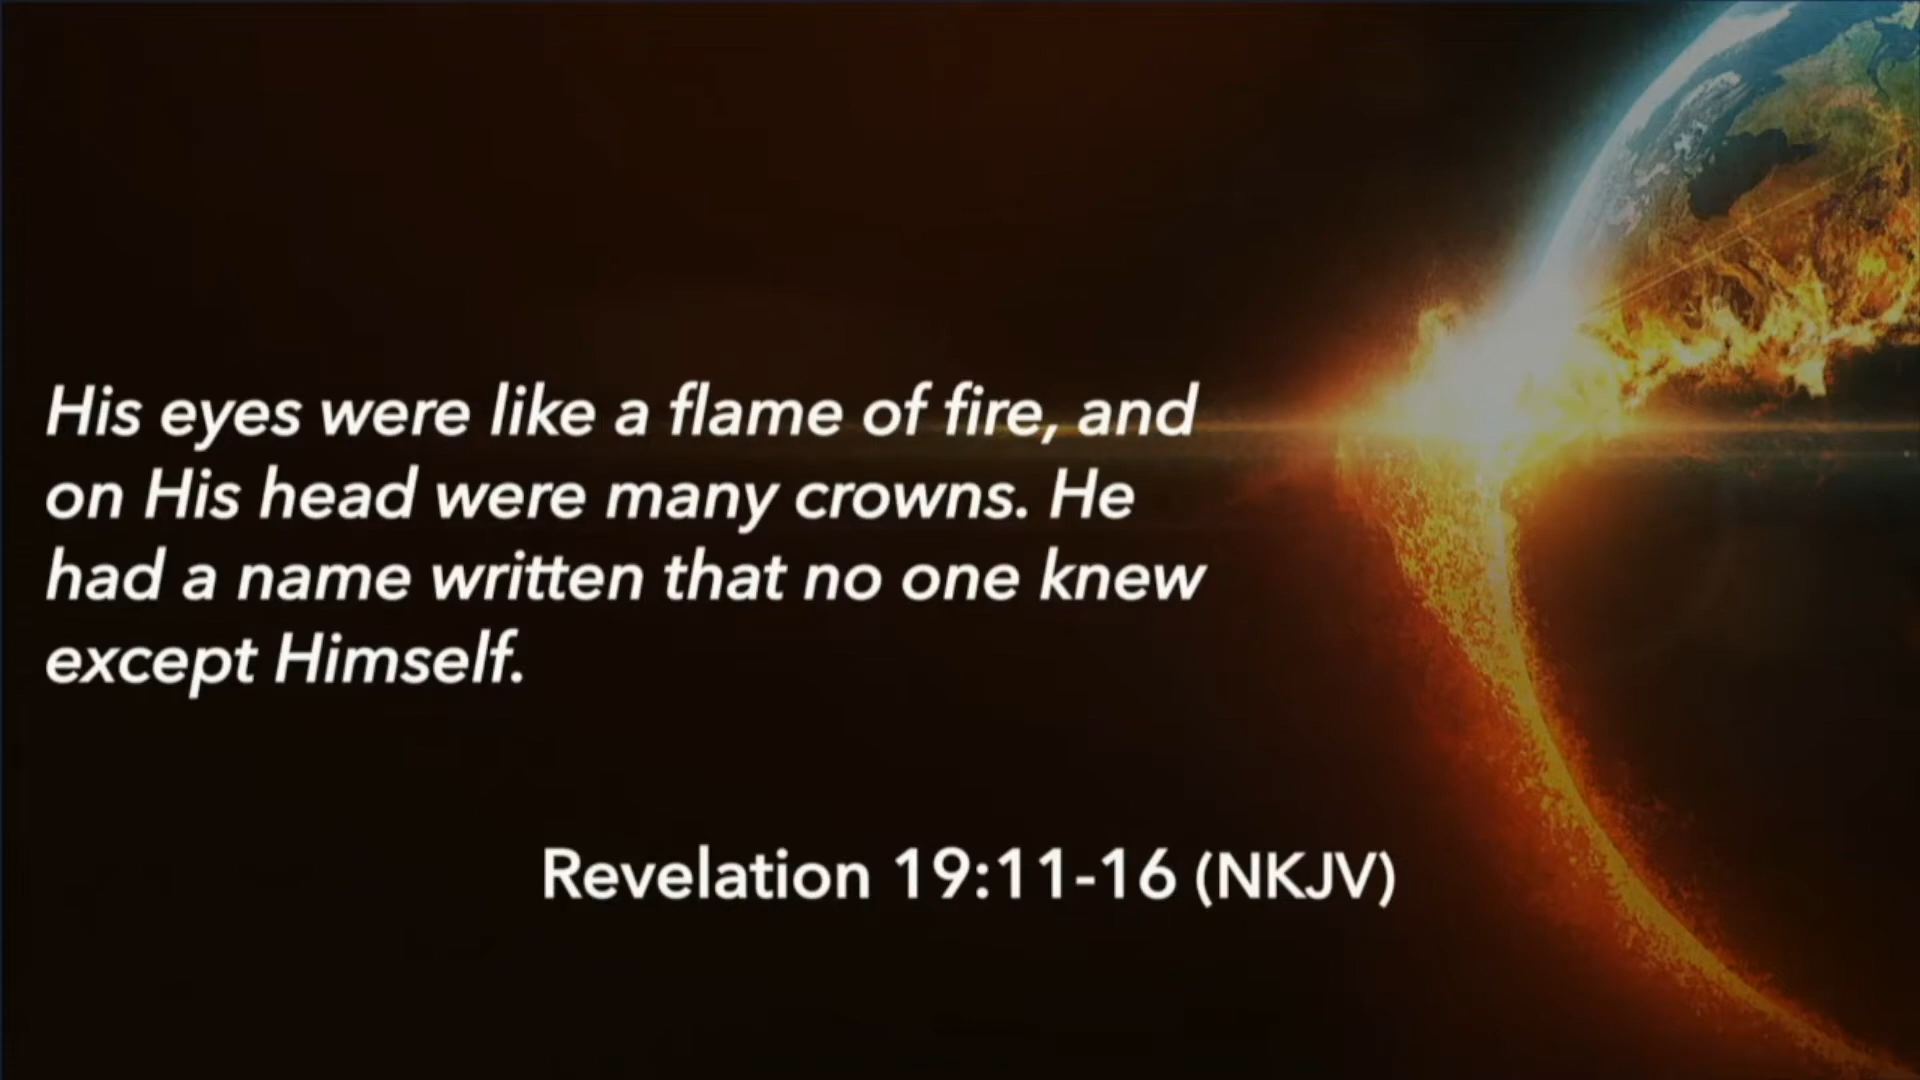 His eyes were like a flame of fire, and
on His head were many crowns. He
had a name written that no one knew
except Himself.
Revelation 19:11-16 (NKJV)